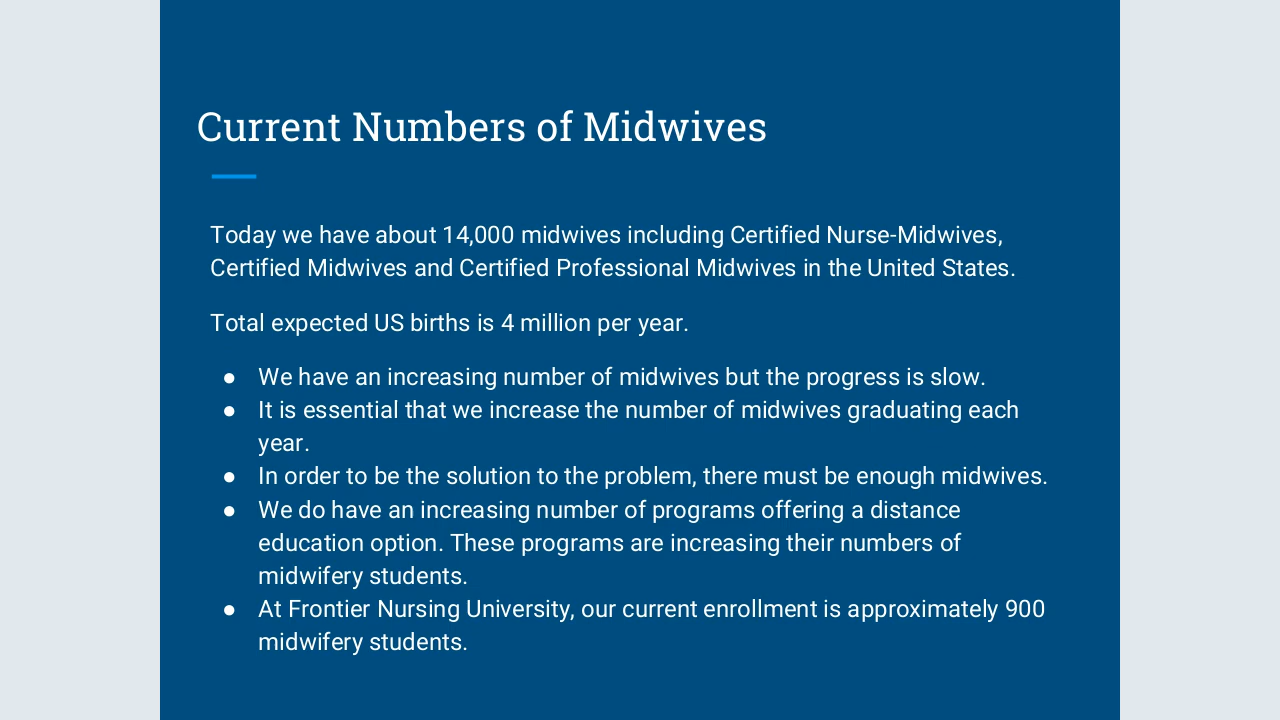 Current Numbers of Midwives
Today we have about 14,000 midwives including Certified Nurse-Midwives,
Certified Midwives and Certified Professional Midwives in the United States.
Total expected US births is 4 million per year.
● We have an increasing number of midwives but the progress is slow.
● It is essential that we increase the number of midwives graduating each
year.
● In order to be the solution to the problem, there must be enough midwives.
● We do have an increasing number of programs offering a distance
education option. These programs are increasing their numbers of
midwifery students.
● At Frontier Nursing University, our current enrollment is approximately 900
midwifery students.